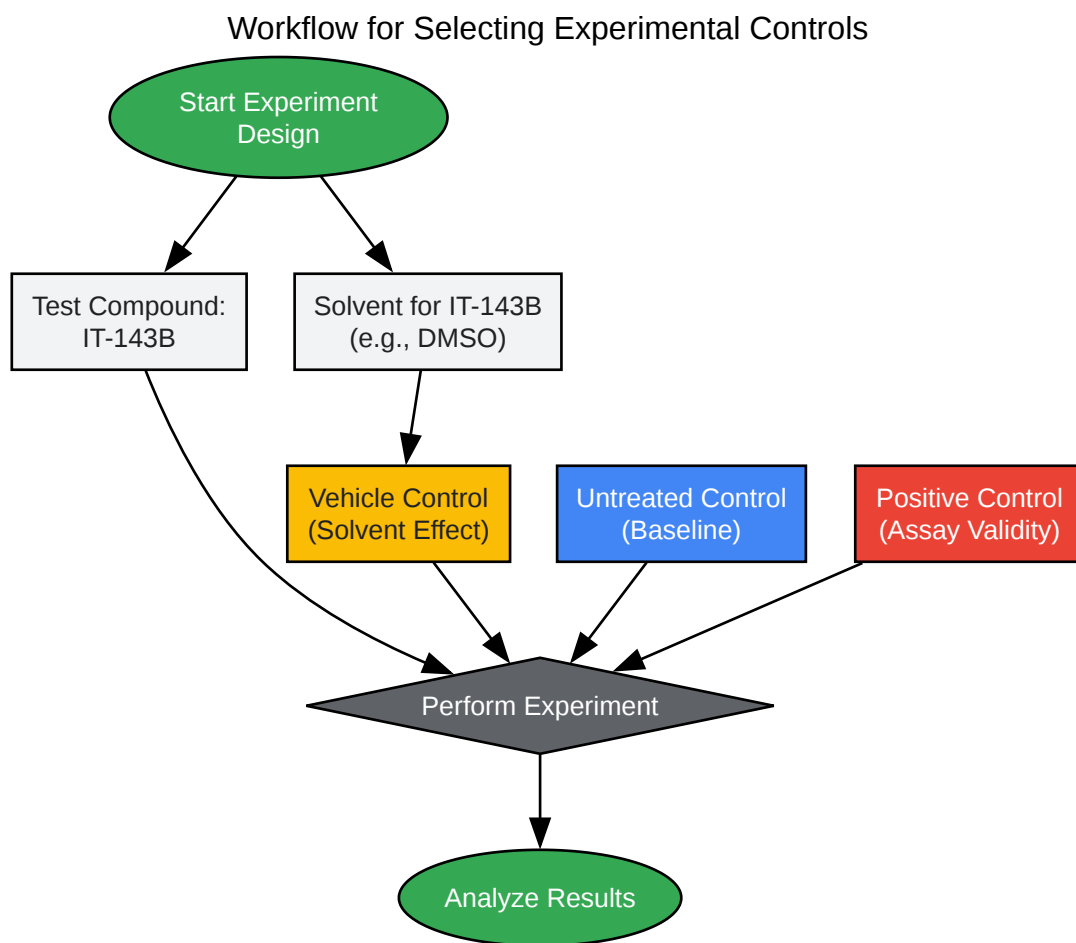 Workflow for Selecting Experimental Controls
Start Experiment
Design
Test Compound:
IT-143B
Solvent for IT-143B
(e.g., DMSO)
Vehicle Control
(Solvent Effect)
Untreated Control
(Baseline)
Positive Control
(Assay Validity)
Perform Experiment
Analyze Results